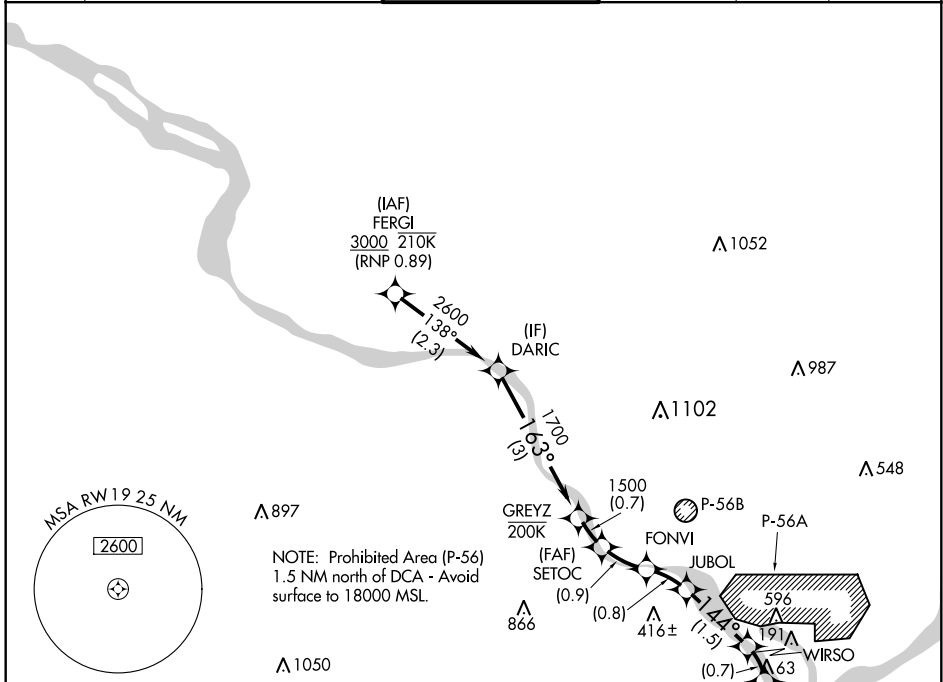 (IAF)
FERGI
3000 210K
(RNP 0.89)
1052
2600
138°
(2.3)
(IF)
DARIC
987
1102
1700
163°
(3)
548
MSA RW19 25 NM
2600
897
NOTE: Prohibited Area (P-56)
1.5 NM north of DCA - Avoid
surface to 18000 MSL.
1050
GREYZ
200K
1500
(0.7)
P-56B
P-56A
(FAF)
SETOC
FONVI
JUBOL
(0.9)
(0.8)
866
416±
144°
(1.5)
596
191
WIRSO
(0.7)
63